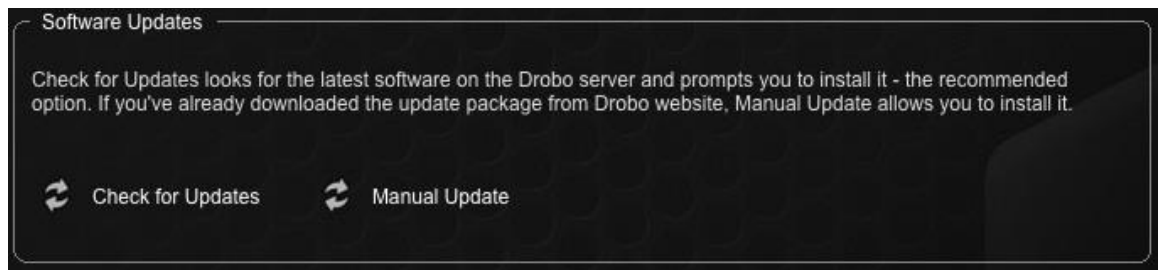 Software Updates
Check for Updates looks for the latest software on the Drobo server and prompts you to install it - the recommended
option. If you've already downloaded the update package from Drobo website, Manual Update allows you to install it.
Check for Updates Manual Update